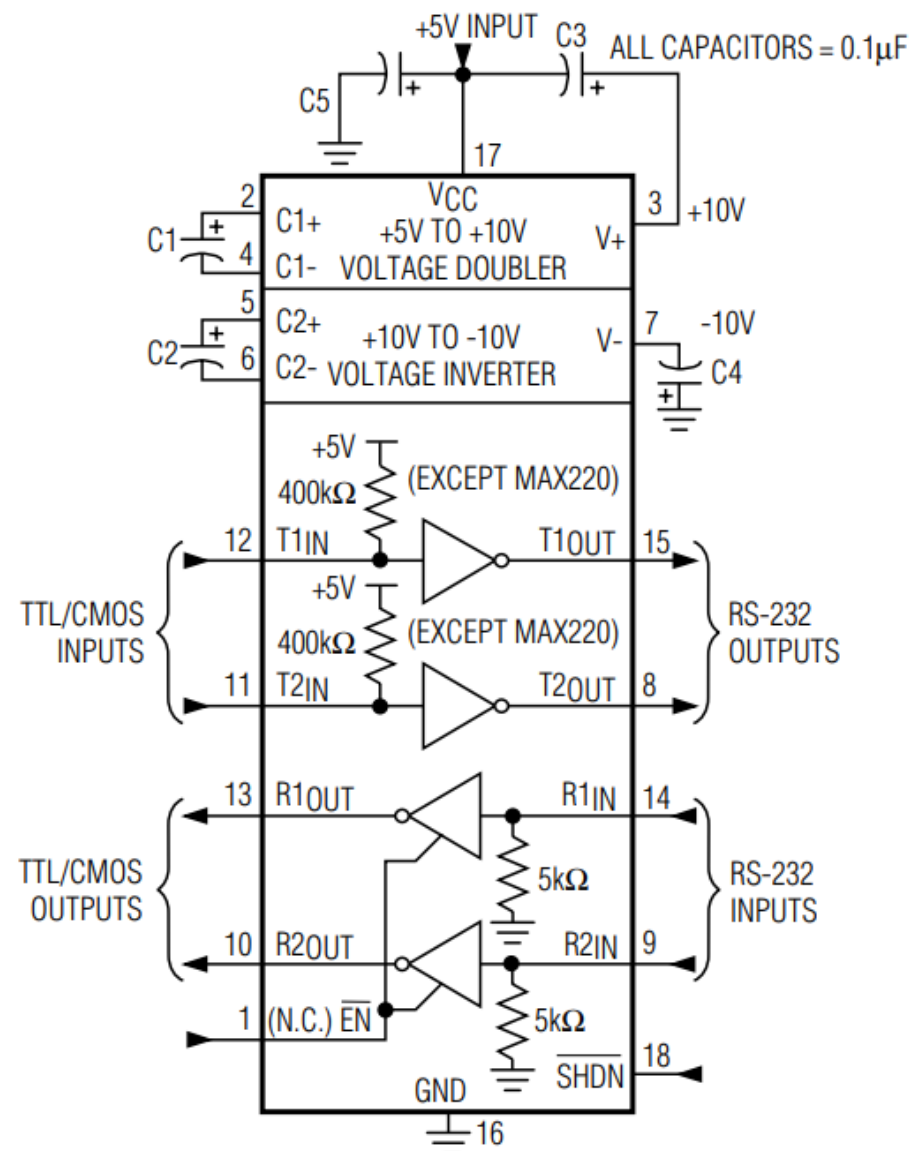 +5V INPUT
C3
ALL CAPACITORS = 0.1µF
C5
17
2
VCC
3
+10V
C1
C1+
+5V TO +10V
V+
4
C1-
VOLTAGE DOUBLER
5
C2+
7
-10V
+10V TO -10V
V-
C2
6
C2-
VOLTAGE INVERTER
C4
+5V
400kΩ
(EXCEPT MAX220)
12
T1IN
T1OUT
15
+5V
TTL/CMOS
INPUTS
400kΩ
(EXCEPT MAX220)
RS-232
OUTPUTS
11
T2IN
T2OUT
8
13
R1OUT
R1IN
14
TTL/CMOS
OUTPUTS
5kΩ
RS-232
INPUTS
10
R2OUT
R2IN
9
1
(N.C.) EN
5kΩ
18
SHDN
GND
16